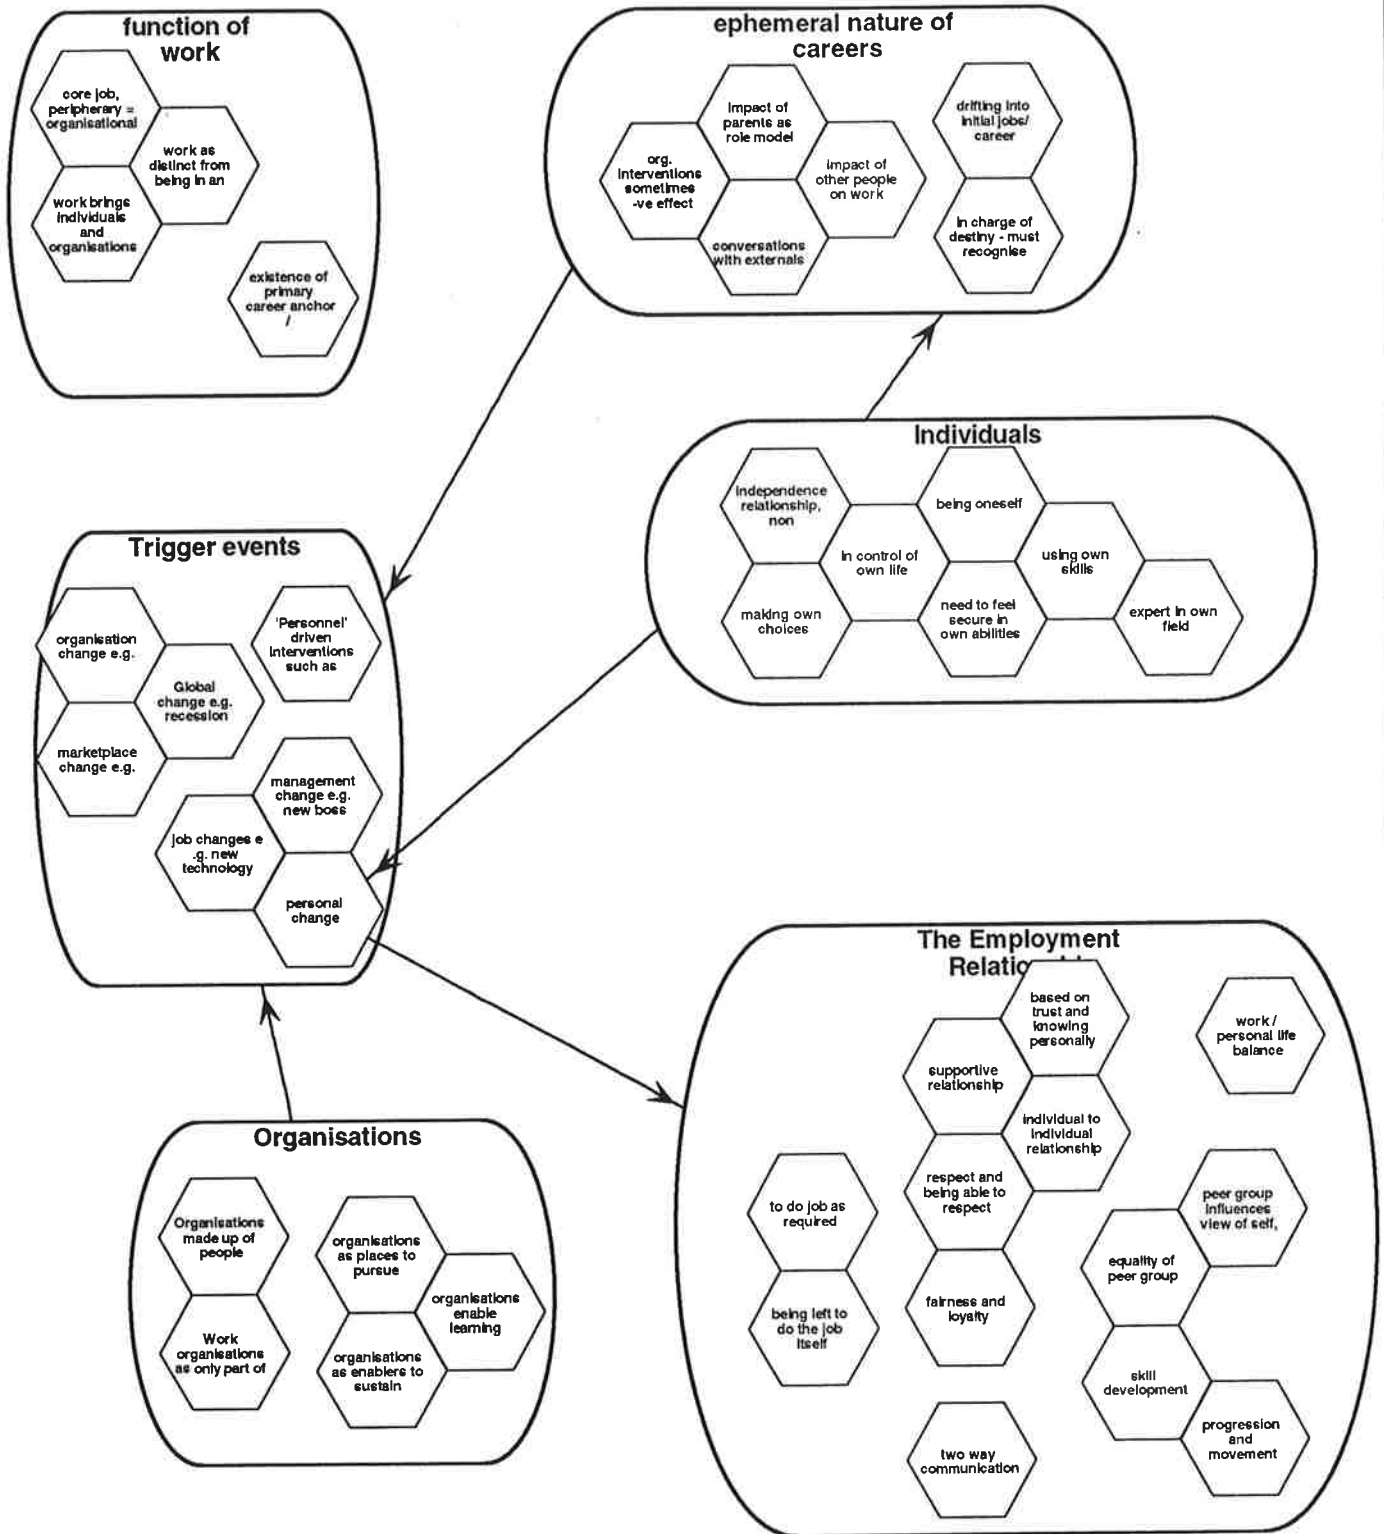 function of
work
core job,
peripherary =
organisational
work as
distinct from
being in an
work brings
individuals
and
organisations
existence of
primary
career anchor
/
ephemeral nature of
careers
impact of
parents as
role model
org.
interventions
sometimes
-ve effect
impact of
other people
on work
conversations
with externals
drifting into
initial jobs/
career
in charge of
destiny - must
recognise
Individuals
independence
relationship,
non
being oneself
in control of
own life
using own
skills
making own
choices
need to feel
secure in
own abilities
expert in own
field
Trigger events
organisation
change e.g.
'Personnel'
driven
interventions
such as
Global
change e.g.
recession
marketplace
change e.g.
management
change e.g.
new boss
job changes e
.g. new
technology
personal
change
The Employment
based on
trust and
knowing
personally
work /
personal life
balance
supportive
relationship
individual to
individual
relationship
to do job as
required
respect and
being able to
respect
peer group
influences
view of self,
equality of
peer group
being left to
do the job
itself
fairness and
loyalty
skill
development
two way
communication
progression
and
movement
Organisations
Organisations
made up of
people
organisations
as places to
pursue
organisations
enable
learning
Work
organisations
as only part of
organisations
as enablers to
sustain